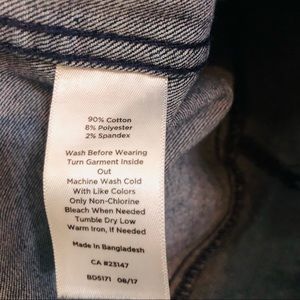 90% Cotton
8% Polyester
2% Spandex
Wash Before Wearing
Turn Garment Inside
Out
Machine Wash Cold
With Like Colors
Only Non-Chlorine
Bleach When Needed
Tumble Dry Low
Warm Iron, If Needed
Made in Bangladesh
CA #23147
BD5171 08/17